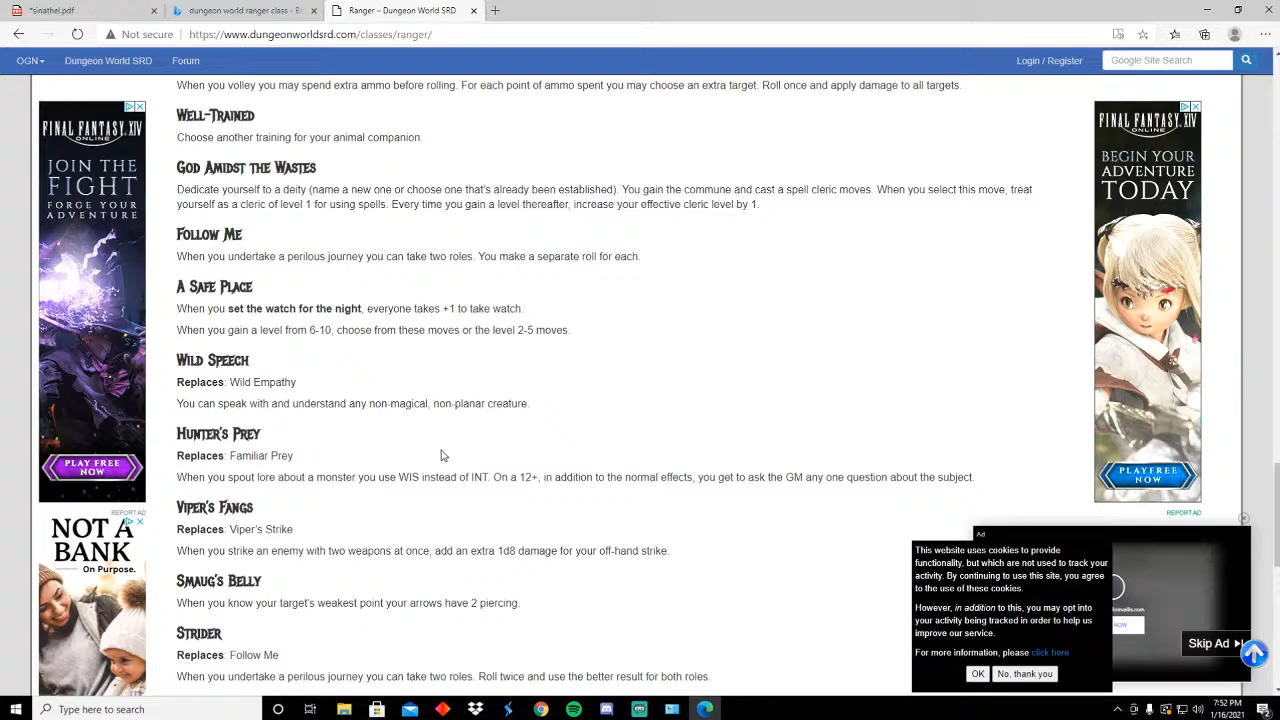 *sinathel.pdf
dungeon world ranger class - Bin
Ranger – Dungeon World SRD
Not secure
https://www.dungeonworldsrd.com/classes/ranger/
OGN
Dungeon World SRD
Forum
Login / Register
Google Site Search
When you volley you may spend extra ammo before rolling. For each point of ammo spent you may choose an extra target. Roll once and apply damage to all targets.
Well-Trained
Choose another training for your animal companion.
God Amidst the Wastes
Dedicate yourself to a deity (name a new one or choose one that's already been established). You gain the commune and cast a spell cleric moves. When you select this move, treat
yourself as a cleric of level 1 for using spells. Every time you gain a level thereafter, increase your effective cleric level by 1.
Follow Me
When you undertake a perilous journey you can take two roles. You make a separate roll for each.
A Safe Place
When you set the watch for the night, everyone takes +1 to take watch.
When you gain a level from 6-10, choose from these moves or the level 2-5 moves.
Wild Speech
Replaces: Wild Empathy
You can speak with and understand any non-magical, non-planar creature.
Hunter's Prey
Replaces: Familiar Prey
When you spout lore about a monster you use WIS instead of INT. On a 12+, in addition to the normal effects, you get to ask the GM any one question about the subject.
Viper's Fangs
Replaces: Viper's Strike
When you strike an enemy with two weapons at once, add an extra 1d8 damage for your off-hand strike.
Smaug's Belly
When you know your target's weakest point your arrows have 2 piercing.
Strider
Replaces: Follow Me
When you undertake a perilous journey you can take two roles. Roll twice and use the better result for both roles.
FINAL FANTASY XIV
ONLINE
JOIN THE
FIGHT
FORGE YOUR
ADVENTURE
PLAY FREE
NOW
REPORT AD
NOT A
BANK
On Purpose.
FINAL FANTASY XIV
ONLINE
BEGIN YOUR
ADVENTURE
TODAY
PLAY FREE
NOW
REPORT AD
Ad
This website uses cookies to provide
functionality, but which are not used to track your
activity. By continuing to use this site, you agree
to the use of these cookies.
However, in addition to this, you may opt into
your activity being tracked in order to help us
improve our service.
For more information, please click here
OK
No, thank you
NOW
Skip Ad
Type here to search
7:52 PM
1/16/2021